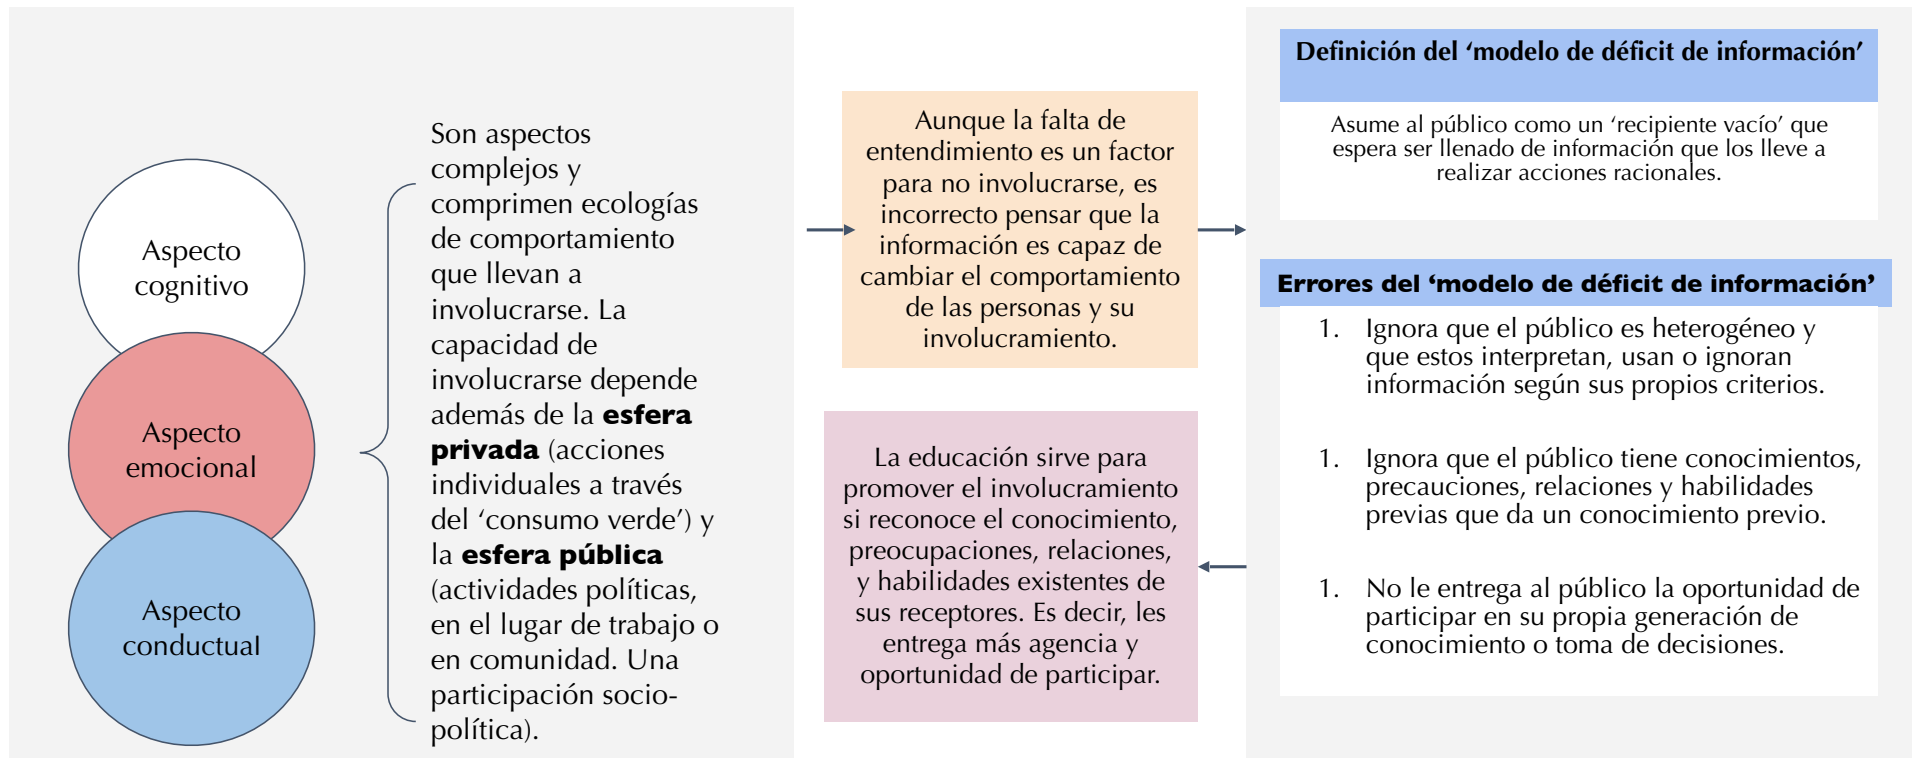 Aspecto
cognitivo
Aspecto
emocional
Aspecto
conductual
Son aspectos
complejos y
comprimen ecologías
de comportamiento
que llevan a
involucrarse. La
capacidad de
involucrarse depende
además de la esfera
privada (acciones
individuales a través
del ‘consumo verde’) y
la esfera pública
(actividades políticas,
en el lugar de trabajo o
en comunidad. Una
participación socio-
política).
Aunque la falta de
entendimiento es un factor
para no involucrarse, es
incorrecto pensar que la
información es capaz de
cambiar el comportamiento
de las personas y su
involucramiento.
Definición del ‘modelo de déficit de información’
Asume al público como un ‘recipiente vacío’ que
espera ser llenado de información que los lleve a
realizar acciones racionales.
Errores del ‘modelo de déficit de información’
1. Ignora que el público es heterogéneo y
que estos interpretan, usan o ignoran
información según sus propios criterios.
1. Ignora que el público tiene conocimientos,
precauciones, relaciones y habilidades
previas que da un conocimiento previo.
1. No le entrega al público la oportunidad de
participar en su propia generación de
conocimiento o toma de decisiones.
La educación sirve para
promover el involucramiento
si reconoce el conocimiento,
preocupaciones, relaciones,
y habilidades existentes de
sus receptores. Es decir, les
entrega más agencia y
oportunidad de participar.